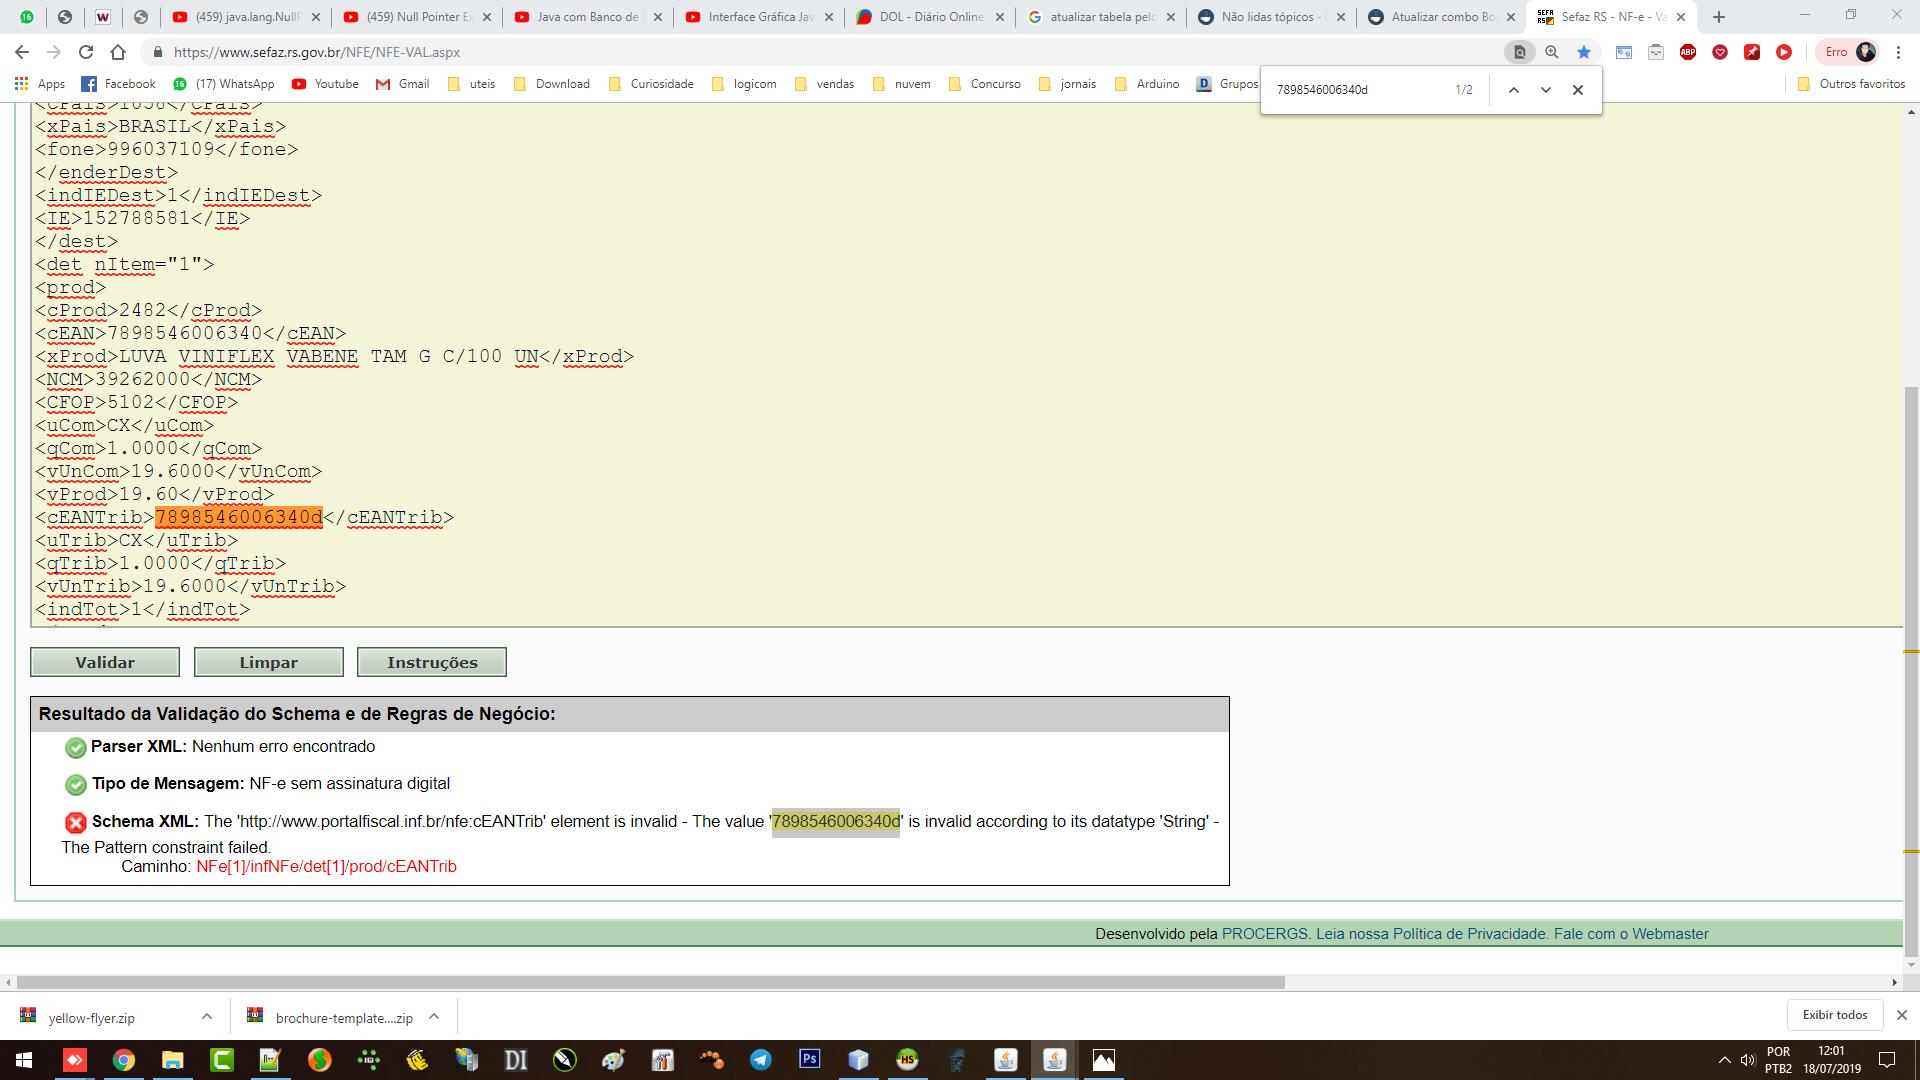 (459) java.lang.NullP
(459) Null Pointer Ex
Java com Banco de
Interface Gráfica Jav
DOL - Diário Online
atualizar tabela pelo
Não lidas tópicos -
Atualizar combo Bo
Sefaz RS - NF-e - Va
https://www.sefaz.rs.gov.br/NFE/NFE-VAL.aspx
Erro
Apps
Facebook
(17) WhatsApp
Youtube
Gmail
uteis
Download
Curiosidade
logicom
vendas
nuvem
Concurso
jornais
Arduino
Grupos
Outros favoritos
7898546006340d
1/2
<cPais>1058</cPais>
<xPais>BRASIL</xPais>
<fone>996037109</fone>
</enderDest>
<indIEDest>1</indIEDest>
<IE>152788581</IE>
</dest>
<det nItem="1">
<prod>
<cProd>2482</cProd>
<cEAN>7898546006340</cEAN>
<xProd>LUVA VINIFLEX VABENE TAM G C/100 UN</xProd>
<NCM>39262000</NCM>
<CFOP>5102</CFOP>
<uCom>CX</uCom>
<qCom>1.0000</qCom>
<vUnCom>19.6000</vUnCom>
<vProd>19.60</vProd>
<cEANTrib>7898546006340d</cEANTrib>
<uTrib>CX</uTrib>
<qTrib>1.0000</qTrib>
<vUnTrib>19.6000</vUnTrib>
<indTot>1</indTot>
Validar
Limpar
Instruções
Resultado da Validação do Schema e de Regras de Negócio:
Parser XML: Nenhum erro encontrado
Tipo de Mensagem: NF-e sem assinatura digital
Schema XML: The 'http://www.portalfiscal.inf.br/nfe:cEANTrib' element is invalid - The value '7898546006340d' is invalid according to its datatype 'String' -
The Pattern constraint failed.
Caminho: NFe[1]/infNFe/det[1]/prod/cEANTrib
Desenvolvido pela PROCERGS. Leia nossa Política de Privacidade. Fale com o Webmaster
yellow-flyer.zip
brochure-template....zip
Exibir todos
DI
Ps
HS
POR
PTB2
12:01
18/07/2019